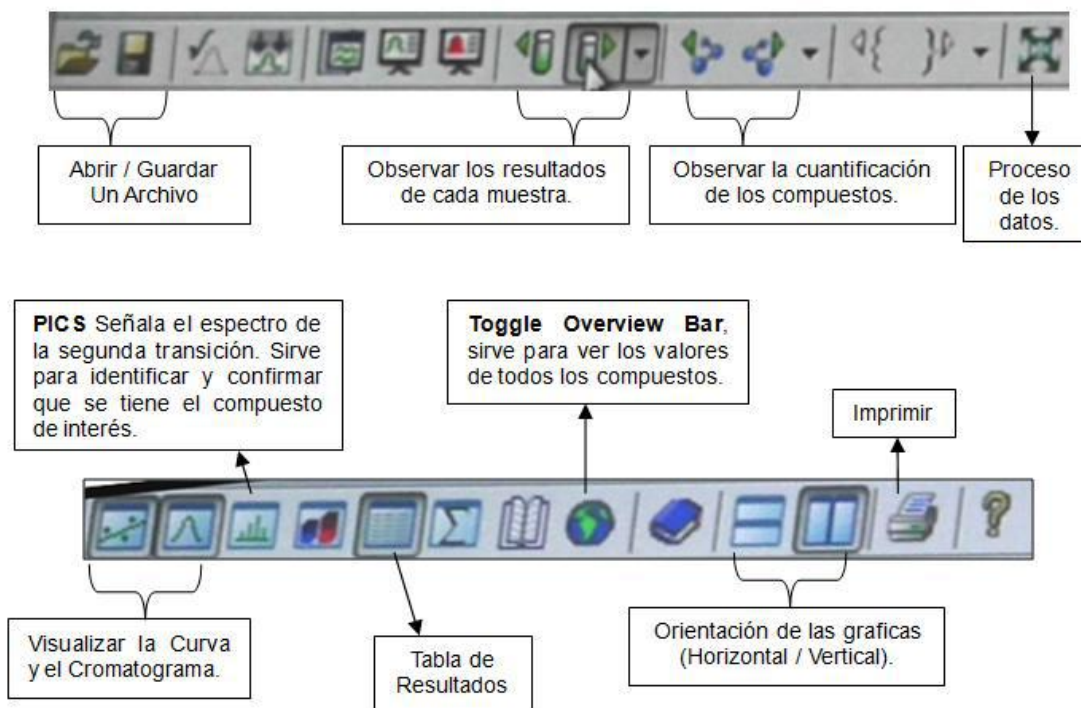 Abrir / Guardar
Un Archivo
Observar los resultados
de cada muestra.
Observar la cuantificación
de los compuestos.
Proceso
de los
datos.
PICS Señala el espectro de
la segunda transición. Sirve
para identificar y confirmar
que se tiene el compuesto
de interés.
Toggle Overview Bar,
sirve para ver los valores
de todos los compuestos.
Imprimir
Visualizar la Curva
y el Cromatograma.
Tabla de
Resultados
Orientación de las graficas
(Horizontal / Vertical).